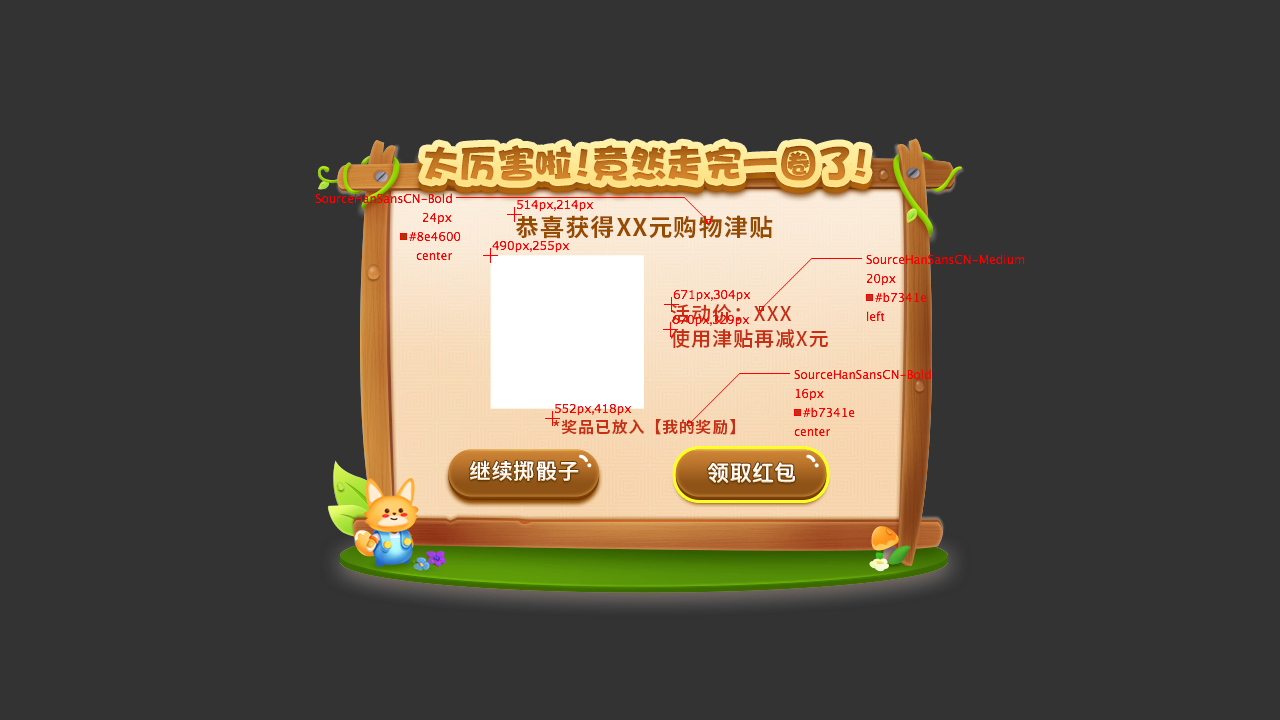 太厉害啦!竟然走完一圈了!
SourceHanSansCN-Bold
24px
#8e4600
center
514px,214px
恭喜获得XX元购物津贴
490px,255px
SourceHanSansCN-Medium
20px
#b7341e
left
671px,304px
活动价：XXX
670px,329px
使用津贴再减X元
SourceHanSansCN-Bold
16px
#b7341e
center
552px,418px
*奖品已放入【我的奖励】
继续掷骰子
领取红包